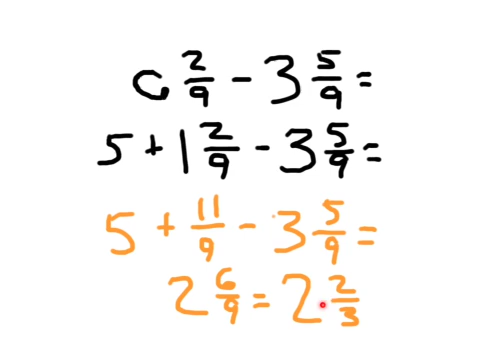 6 2/9 - 3 5/9 =
5 + 1 2/9 - 3 5/9 =
5 + 11/9 - 3 5/9 =
2 6/9 = 2 2/3